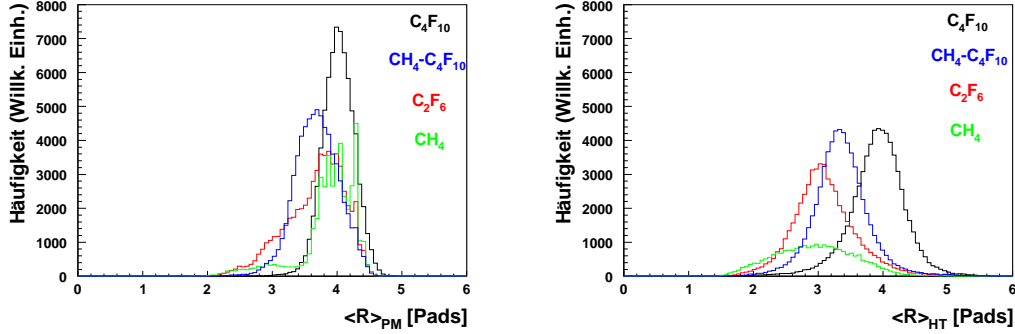 Häufigkeit (Willk. Einh.)
8000
7000
6000
5000
4000
3000
2000
1000
0
C4F10
CH4-C4F10
C2F6
CH4
0 1 2 3 4 5 6
<R>PM [Pads]
Häufigkeit (Willk. Einh.)
8000
7000
6000
5000
4000
3000
2000
1000
0
C4F10
CH4-C4F10
C2F6
CH4
0 1 2 3 4 5 6
<R>HT [Pads]